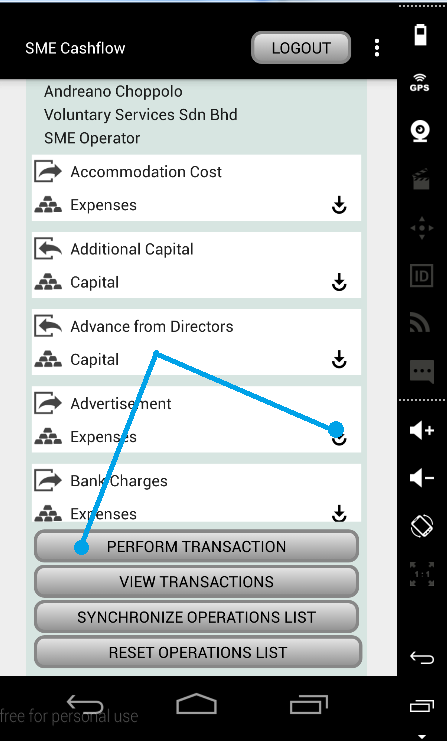 SME Cashflow
LOGOUT
Andreano Choppolo
Voluntary Services Sdn Bhd
SME Operator
Accommodation Cost
Expenses
Additional Capital
Capital
Advance from Directors
Capital
Advertisement
Expenses
Bank Charges
Expenses
PERFORM TRANSACTION
VIEW TRANSACTIONS
SYNCHRONIZE OPERATIONS LIST
RESET OPERATIONS LIST
free for personal use
GPS
ID
1:1